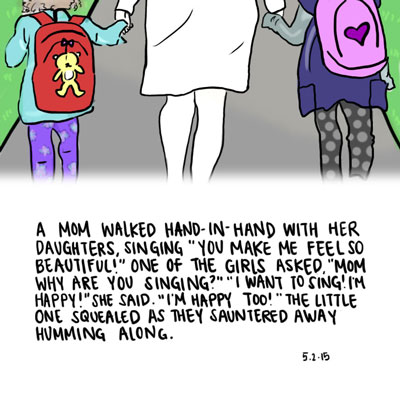 A MOM WALKED HAND-IN-HAND WITH HER
DAUGHTERS, SINGING "YOU MAKE ME FEEL SO
BEAUTIFUL!" ONE OF THE GIRLS ASKED, "MOM
WHY ARE YOU SINGING?" "I WANT TO SING! I'M
HAPPY!" SHE SAID. "I'M HAPPY TOO!" THE LITTLE
ONE SQUEALED AS THEY SAUNTERED AWAY
HUMMING ALONG.
5.2.15